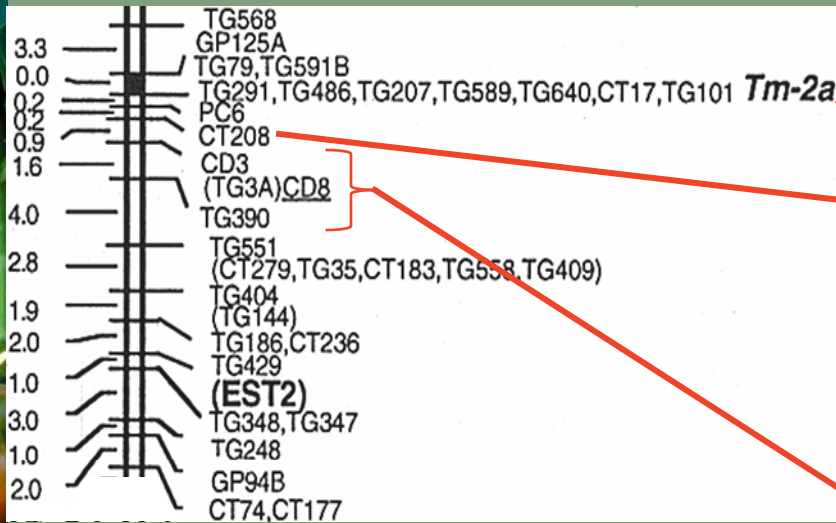 TG568
3.3 GP125A
0.0 TG79,TG591B
0.2 TG291,TG486,TG207,TG589,TG640,CT17,TG101 Tm-2a
0.2 PC6
0.9 CT208
1.6 CD3
(TG3A)CD8
4.0 TG390
TG551
2.8 (CT279,TG35,CT183,TG558,TG409)
TG404
1.9 (TG144)
2.0 TG186,CT236
TG429
1.0 (EST2)
3.0 TG348,TG347
1.0 TG248
2.0 GP94B
CT74,CT177